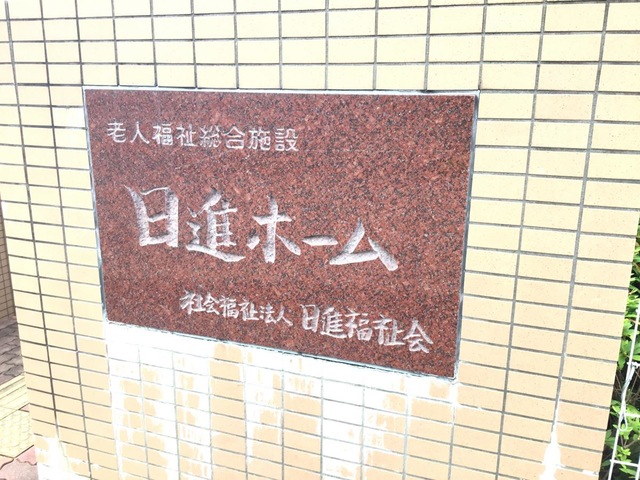 老人福祉総合施設
日進ホーム
社会福祉法人 日進福祉会